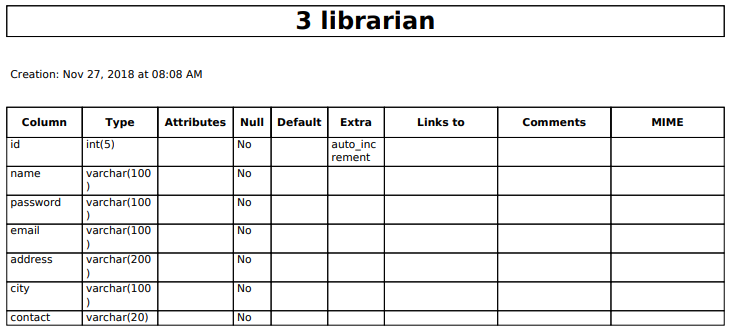 3 librarian
Creation: Nov 27, 2018 at 08:08 AM
Column Type Attributes Null Default Extra Links to Comments MIME
id int(5) No auto_inc
rement
name varchar(100 No
)
password varchar(100 No
)
email varchar(100 No
)
address varchar(200 No
)
city varchar(100 No
)
contact varchar(20) No